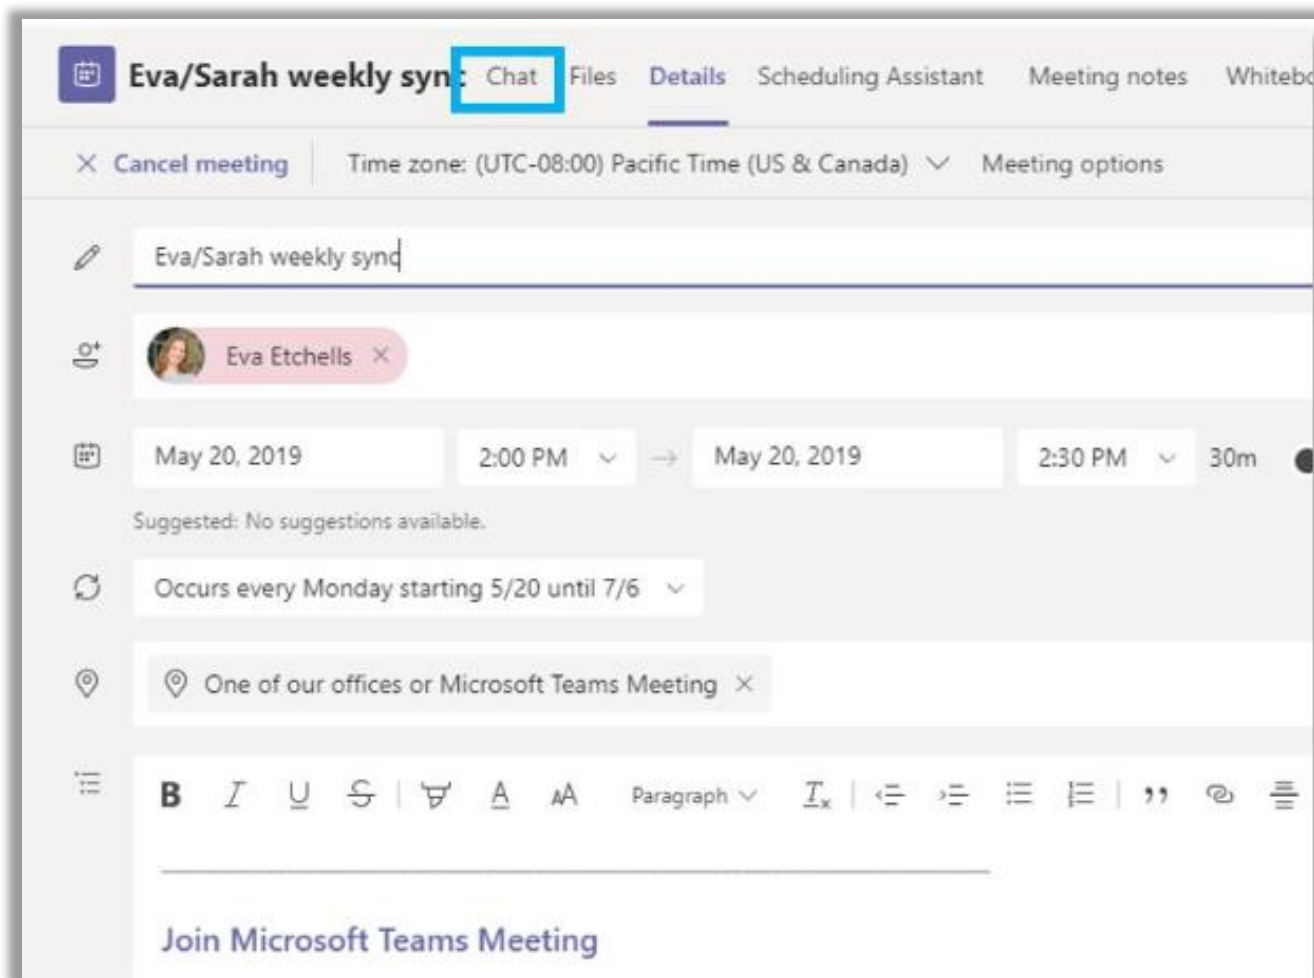 Eva/Sarah weekly sync Chat Files Details Scheduling Assistant Meeting notes
Cancel meeting Time zone: (UTC-08:00) Pacific Time (US & Canada) Meeting options
Eva/Sarah weekly sync
Eva Etchells
May 20, 2019 2:00 PM → May 20, 2019 2:30 PM 30m
Suggested: No suggestions available.
Occurs every Monday starting 5/20 until 7/6
One of our offices or Microsoft Teams Meeting
B I U S A AA Paragraph Tx
Join Microsoft Teams Meeting